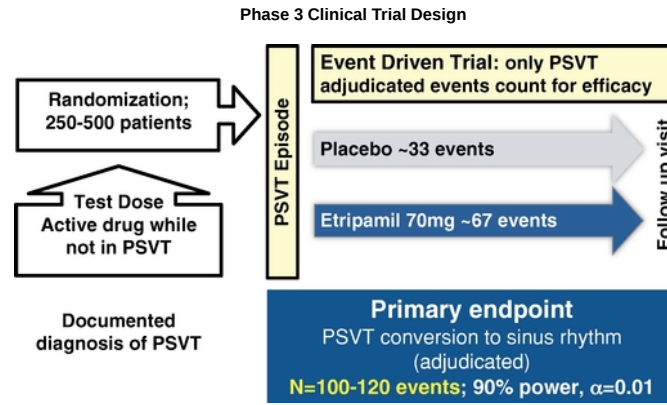 Phase 3 Clinical Trial Design
Randomization;
250-500 patients
Test Dose
Active drug while
not in PSVT
Documented
diagnosis of PSVT
PSVT Episode
Event Driven Trial: only PSVT
adjudicated events count for efficacy
Placebo ~33 events
Etripamil 70mg ~67 events
Follow up visit
Primary endpoint
PSVT conversion to sinus rhythm
(adjudicated)
N=100-120 events; 90% power, α=0.01